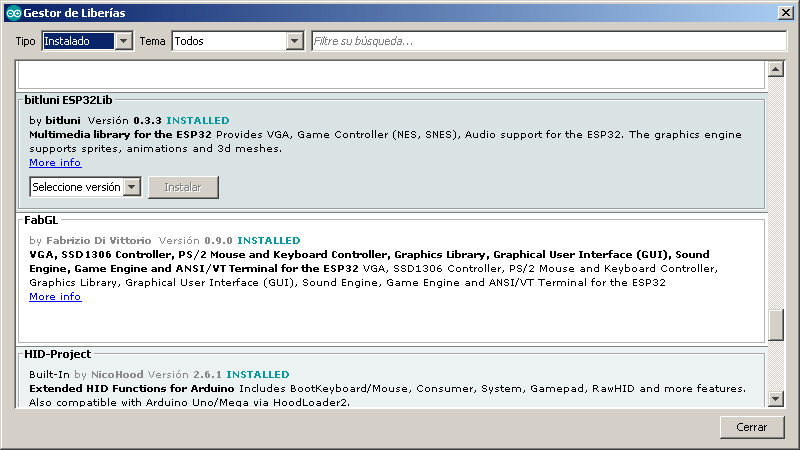 Gestor de Liberías
Tipo Instalado Tema Todos Filtre su búsqueda...
bitluni ESP32Lib
by bitluni Versión 0.3.3 INSTALLED
Multimedia library for the ESP32 Provides VGA, Game Controller (NES, SNES), Audio support for the ESP32. The graphics engine
supports sprites, animations and 3d meshes.
More info
Seleccione versión Instalar
FabGL
by Fabrizio Di Vittorio Versión 0.9.0 INSTALLED
VGA, SSD1306 Controller, PS/2 Mouse and Keyboard Controller, Graphics Library, Graphical User Interface (GUI), Sound
Engine, Game Engine and ANSI/VT Terminal for the ESP32 VGA, SSD1306 Controller, PS/2 Mouse and Keyboard Controller,
Graphics Library, Graphical User Interface (GUI), Sound Engine, Game Engine and ANSI/VT Terminal for the ESP32
More info
HID-Project
Built-In by NicoHood Versión 2.6.1 INSTALLED
Extended HID Functions for Arduino Includes BootKeyboard/Mouse, Consumer, System, Gamepad, RawHID and more features.
Also compatible with Arduino Uno/Mega via HoodLoader2.
Cerrar